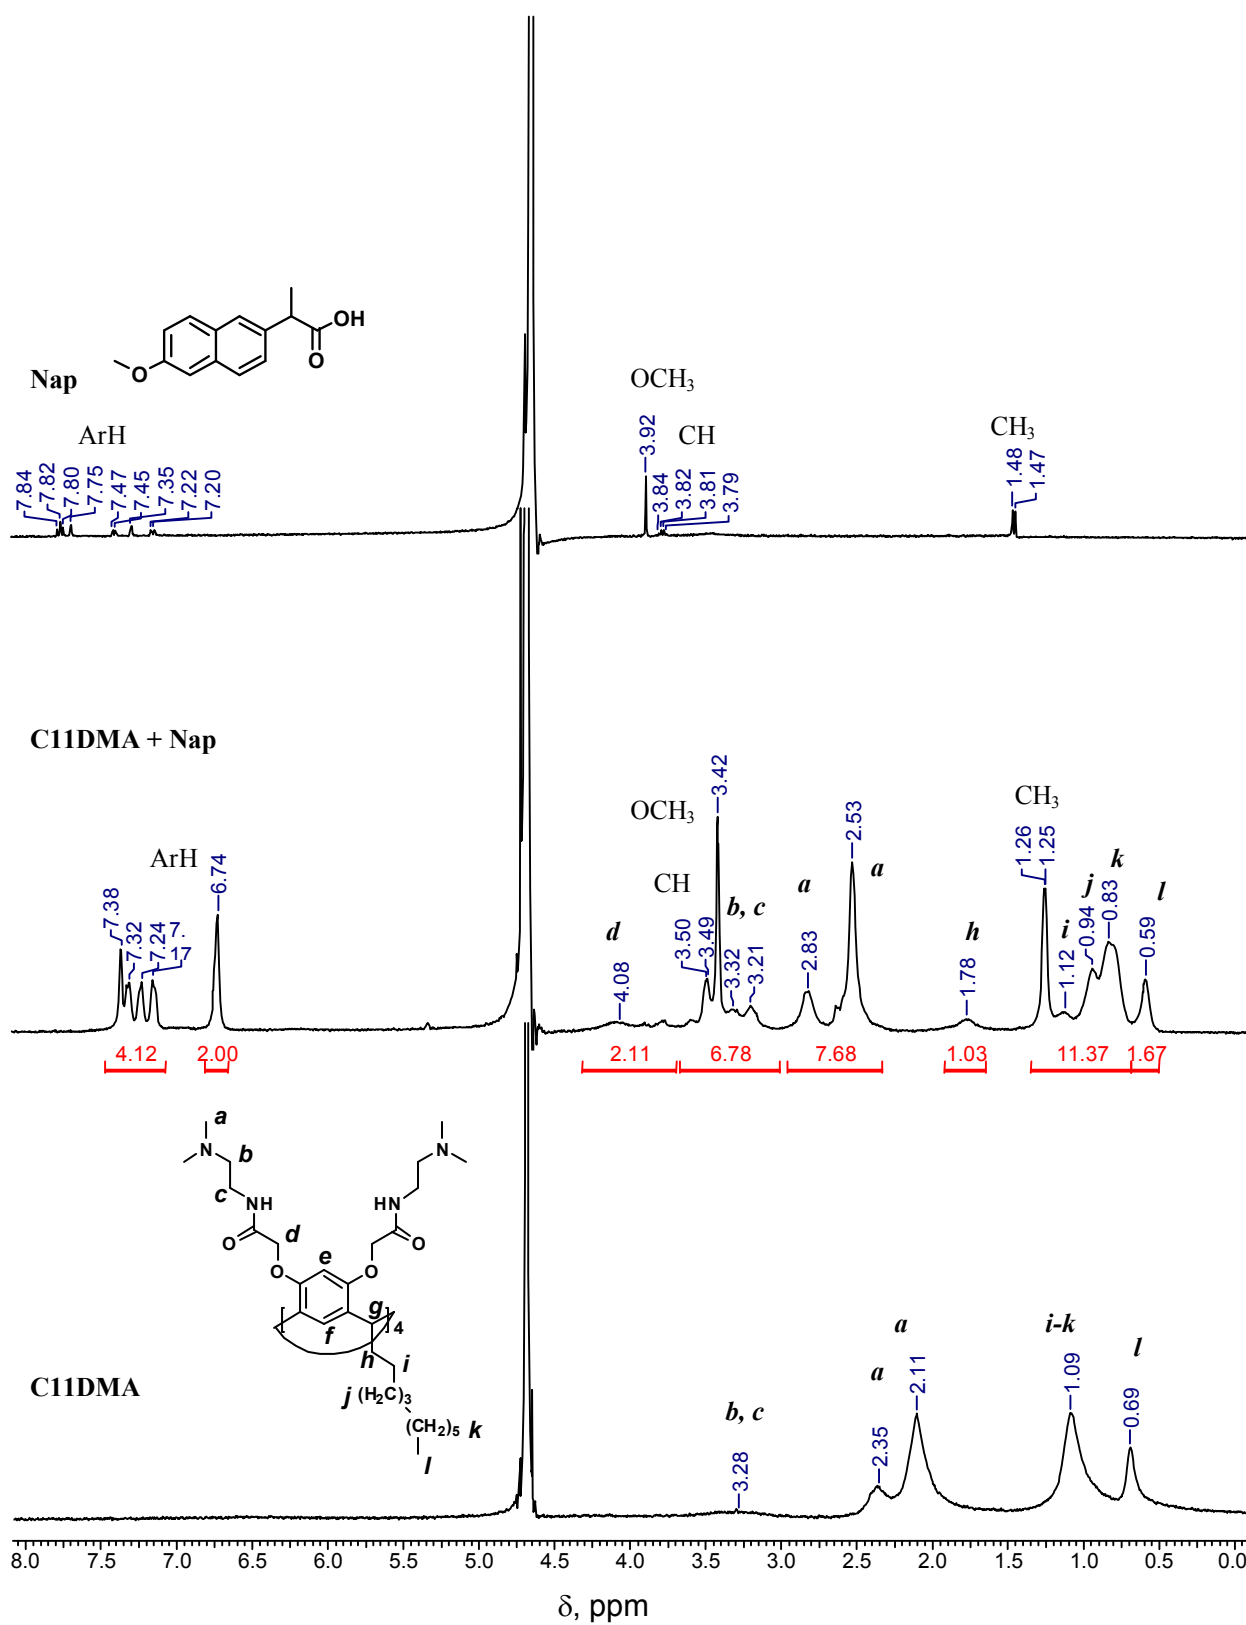 OH
O
O
Nap
OCH3
ArH
CH
CH3
7.84
7.82
7.80
7.75
7.47
7.45
7.35
7.22
7.20
3.92
3.84
3.82
3.81
3.79
1.48
1.47
C11DMA + Nap
ArH
OCH3
CH
CH3
7.38
7.32
7.24
7.17
6.74
d
4.08
3.50
3.49
3.42
b, c
3.32
3.21
a
2.83
2.53
a
h
1.78
1.26
1.25
i
1.12
j
0.94
k
0.83
l
0.59
4.12
2.00
2.11
6.78
7.68
1.03
11.37
1.67
a
N
b
c
NH
d
O
O
e
N
NH
O
O
g
[
]4
f
h
i
j (H2C)3
(CH2)5 k
l
C11DMA
b, c
3.28
a
2.35
a
2.11
i-k
1.09
l
0.69
8.0 7.5 7.0 6.5 6.0 5.5 5.0 4.5 4.0 3.5 3.0 2.5 2.0 1.5 1.0 0.5 0.0
δ, ppm